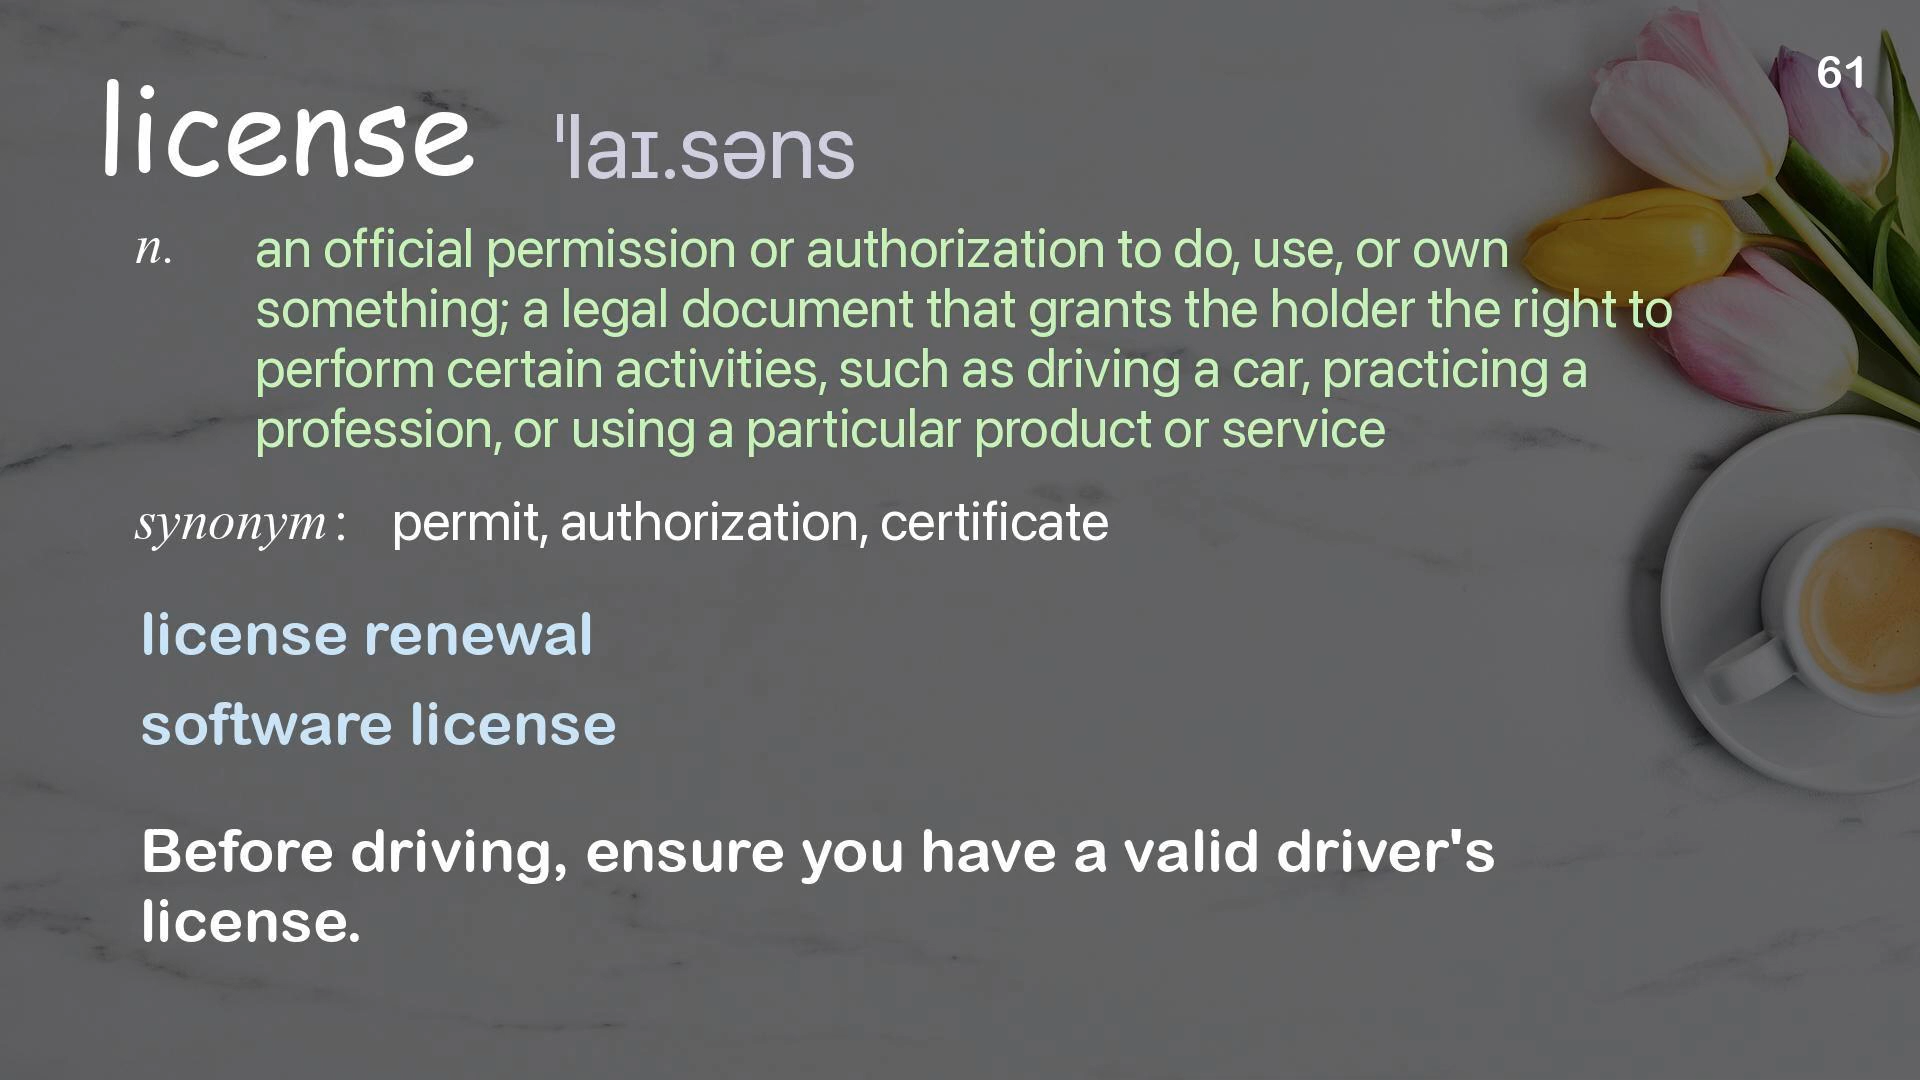 61
license ˈlaɪ.səns
n. an official permission or authorization to do, use, or own
something; a legal document that grants the holder the right to
perform certain activities, such as driving a car, practicing a
profession, or using a particular product or service
synonym: permit, authorization, certificate
license renewal
software license
Before driving, ensure you have a valid driver's
license.